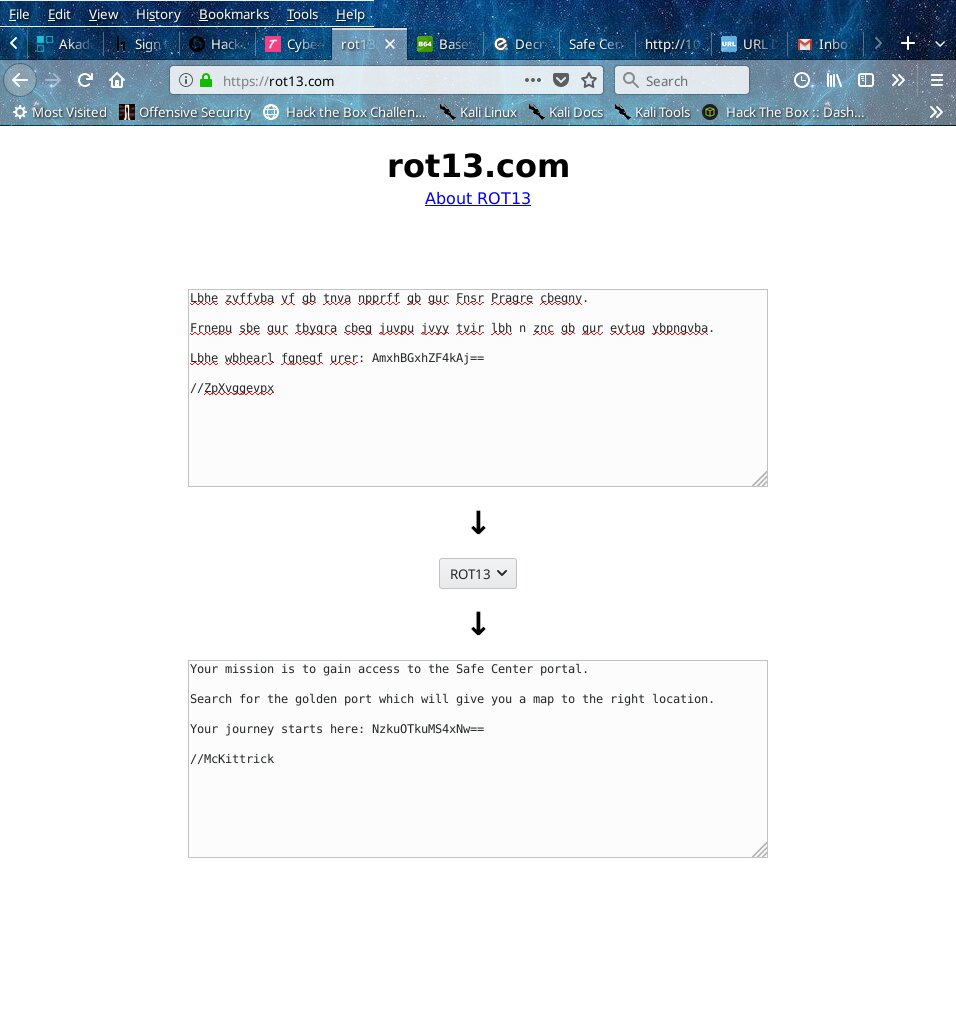 File Edit View History Bookmarks Tools Help
Akad Sign Hack Cybe rot13 Base Decr Safe Cen http://10 URL D Inbo
https://rot13.com Search
Most Visited Offensive Security Hack the Box Challen... Kali Linux Kali Docs Kali Tools Hack The Box :: Dash...
rot13.com
About ROT13
Lbhe zvffvba vf gb tnva npprff gb gur Fnsr Pragre cbegny.
Frnepu sbe gur tbyqra cbeg juvpu jvyy tvir lbh n znc gb gur evtug ybpngvba.
Lbhe wbhearl fgnegf urer: AmxhBGxhZF4kAj==
//ZpXvggevpx
↓
ROT13
↓
Your mission is to gain access to the Safe Center portal.
Search for the golden port which will give you a map to the right location.
Your journey starts here: NzkuOTkuMS4xNw==
//McKittrick